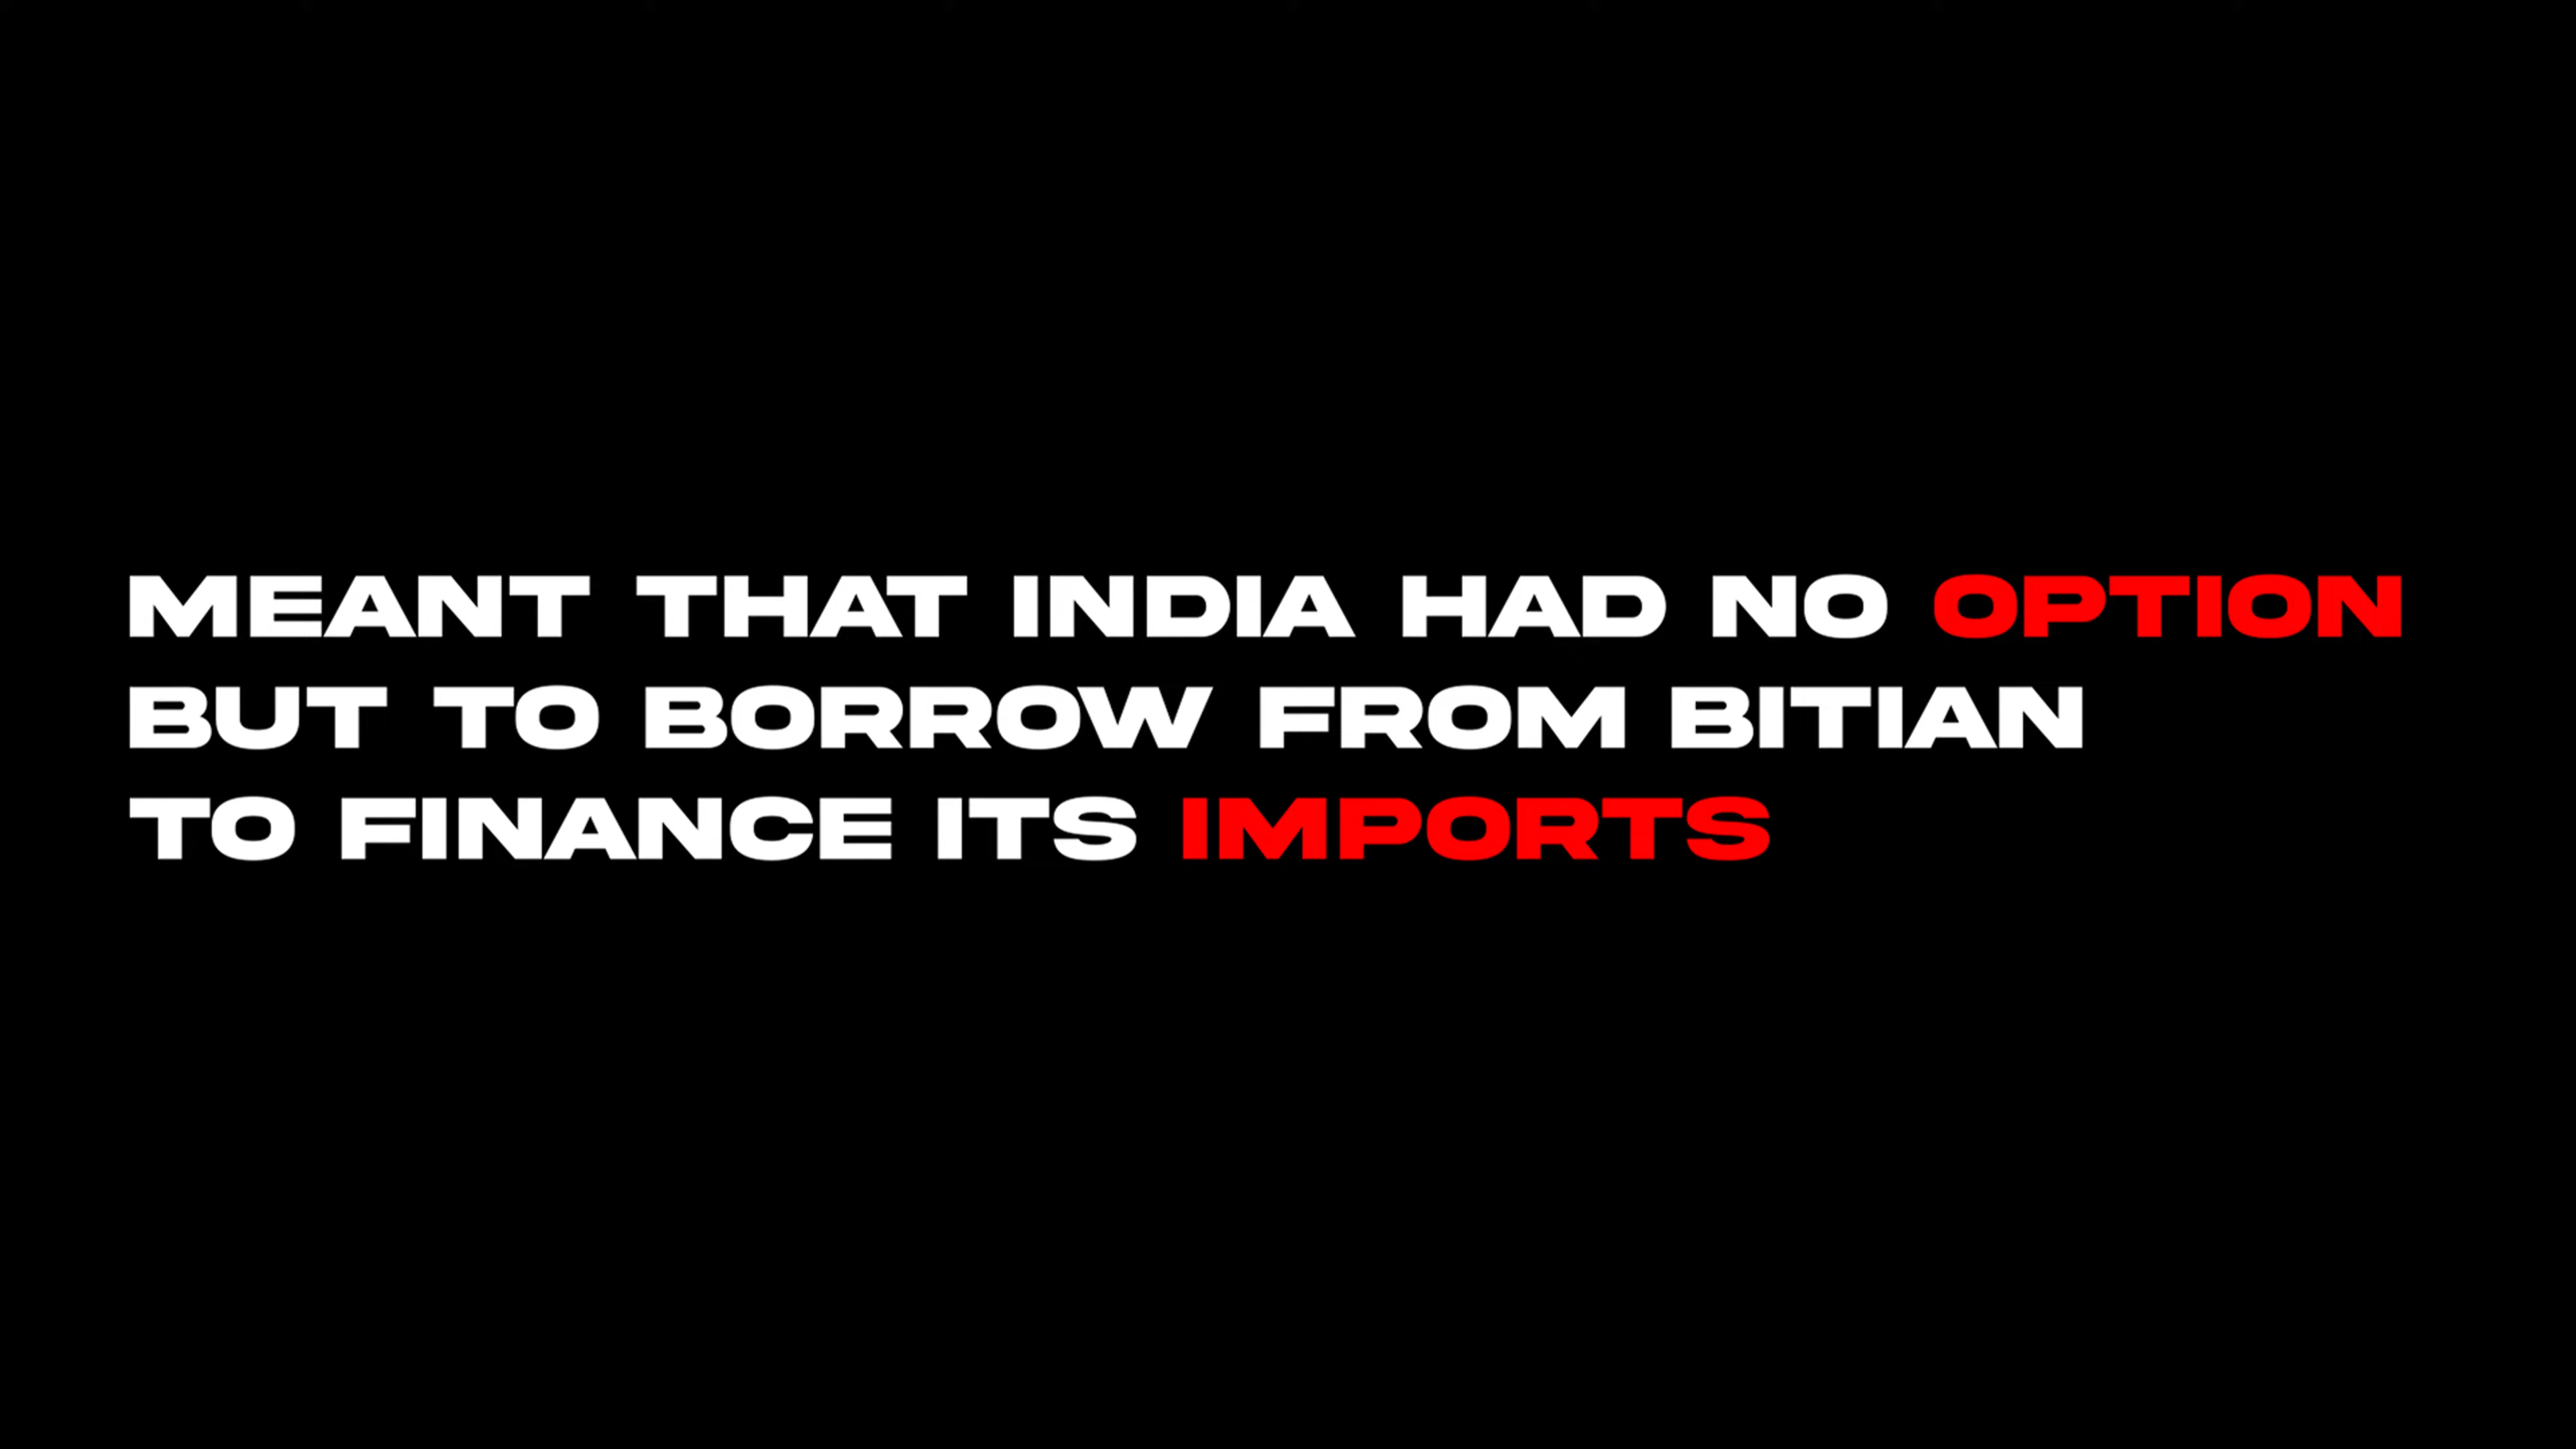 MEANT THAT INDIA HAD NO OPTION
BUT TO BORROW FROM BITIAN
TO FINANCE ITS IMPORTS